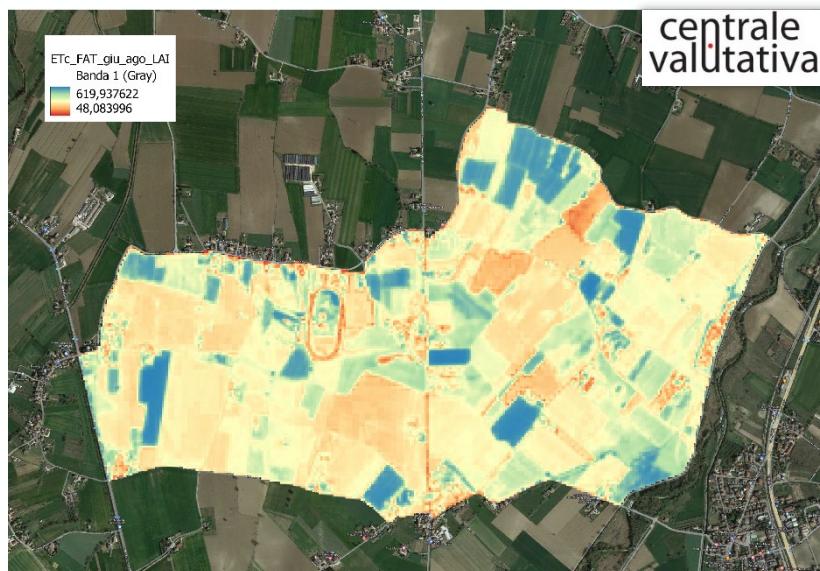 centrale
valutativa
ETc_FAT_giu_ago_LAI
Banda 1 (Gray)
619,937622
48,083996